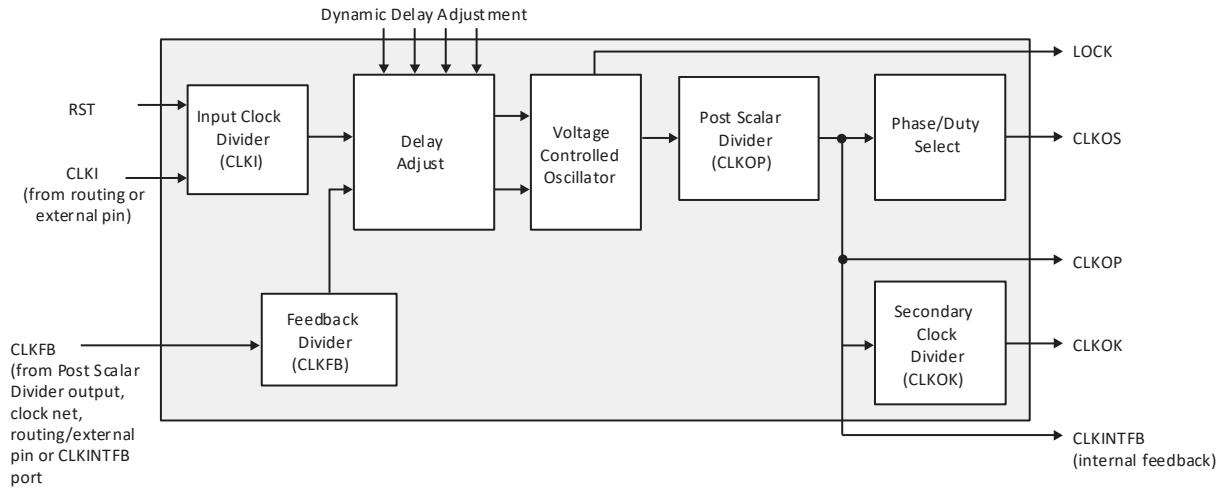 Dynamic Delay Adjustment
LOCK
RST
Input Clock
Divider
(CLKI)
Delay
Adjust
Voltage
Controlled
Oscillator
Post Scalar
Divider
(CLKOP)
Phase/Duty
Select
CLKOS
CLKI
(from routing or
external pin)
CLKOP
Feedback
Divider
(CLKFB)
Secondary
Clock
Divider
(CLKOK)
CLKOK
CLKFB
(from Post Scalar
Divider output,
clock net,
routing/external
pin or CLKINTFB
port
CLKINTFB
(internal feedback)